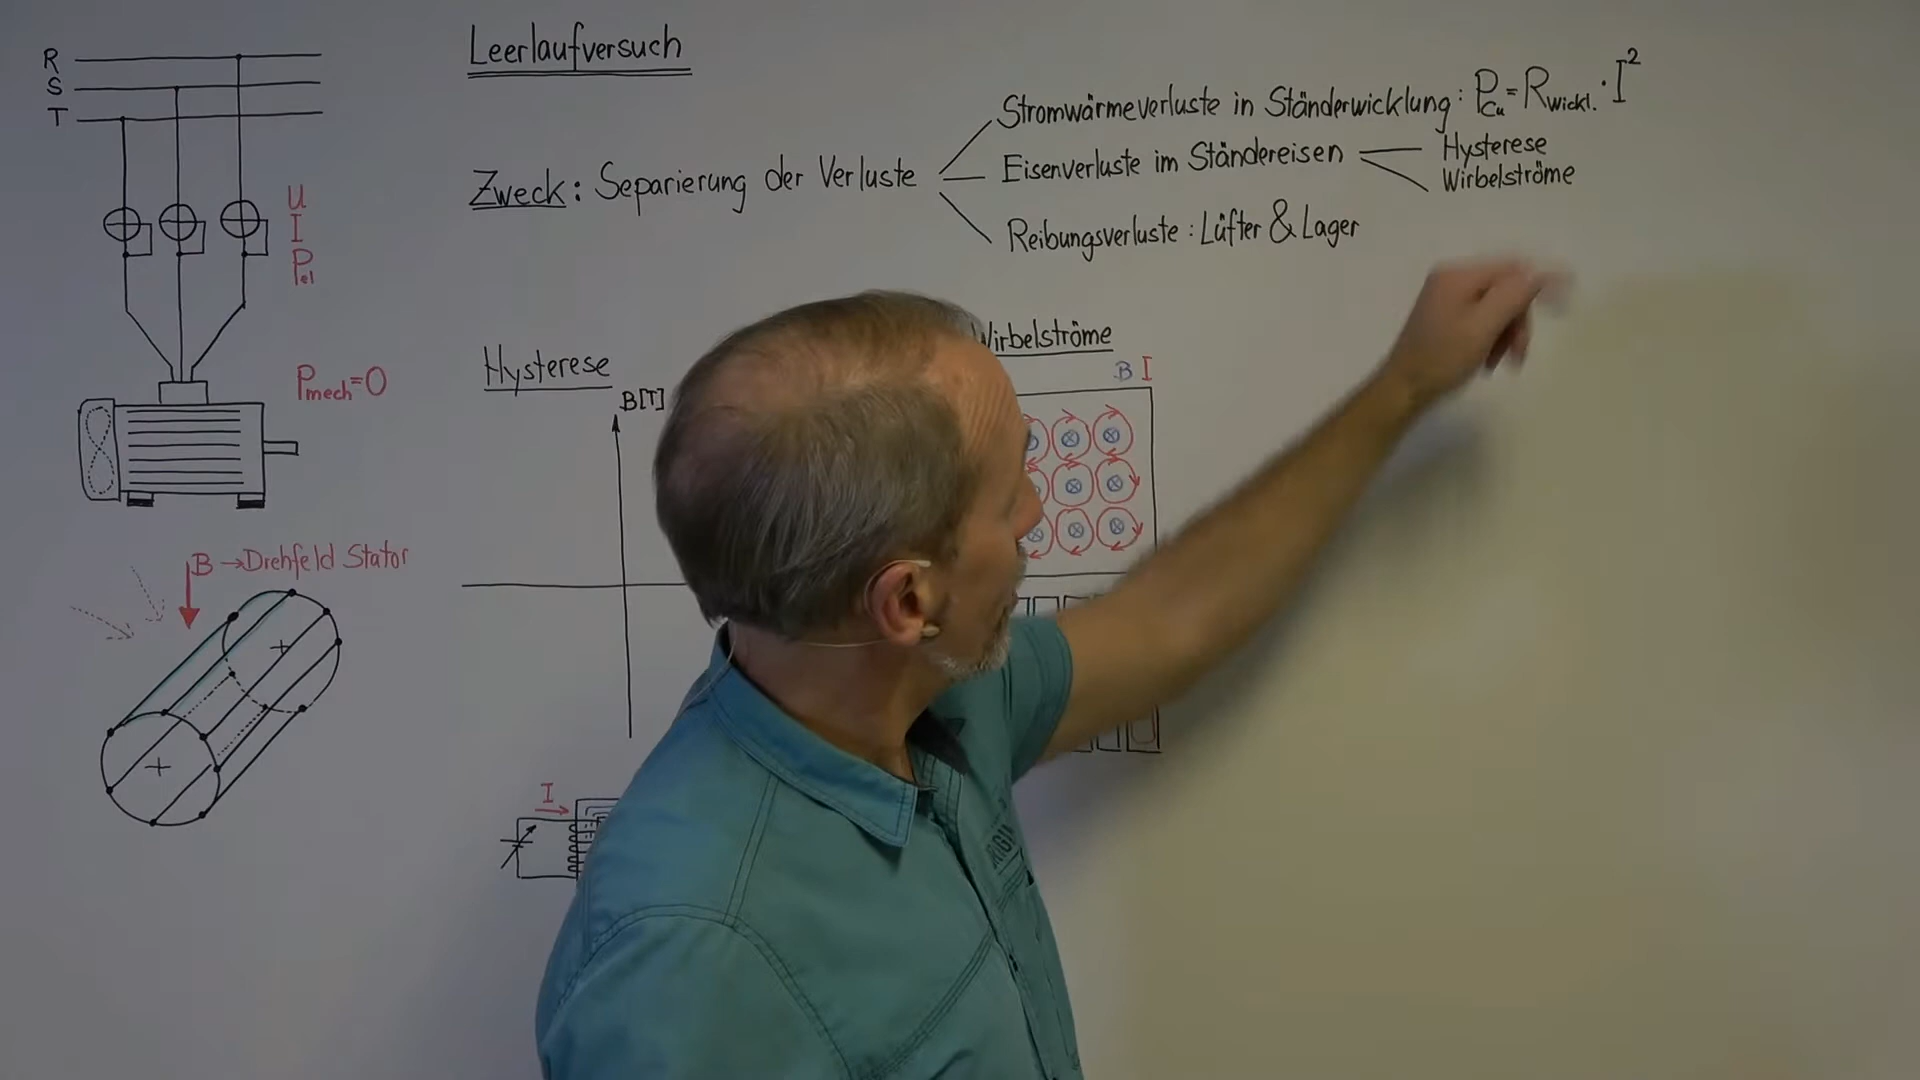 Leerlaufversuch
R
S
T
Stromwärmeverluste in Ständerwicklung: P_Cu = R_Wickl. · I²
Zweck: Separierung der Verluste
Eisenverluste im Ständereisen
Hysterese
Wirbelströme
Reibungsverluste: Lüfter & Lager
U
I
P_el
P_mech = 0
Hysterese
B[T]
Wirbelströme
B I
B → Drehfeld Stator
I